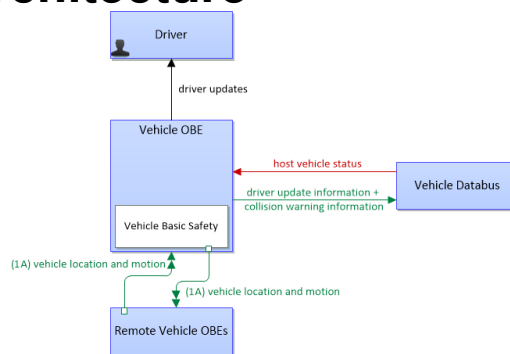 Driver
driver updates
Vehicle OBE
host vehicle status
driver update information +
collision warning information
Vehicle Databus
Vehicle Basic Safety
(1A) vehicle location and motion
(1A) vehicle location and motion
Remote Vehicle OBEs